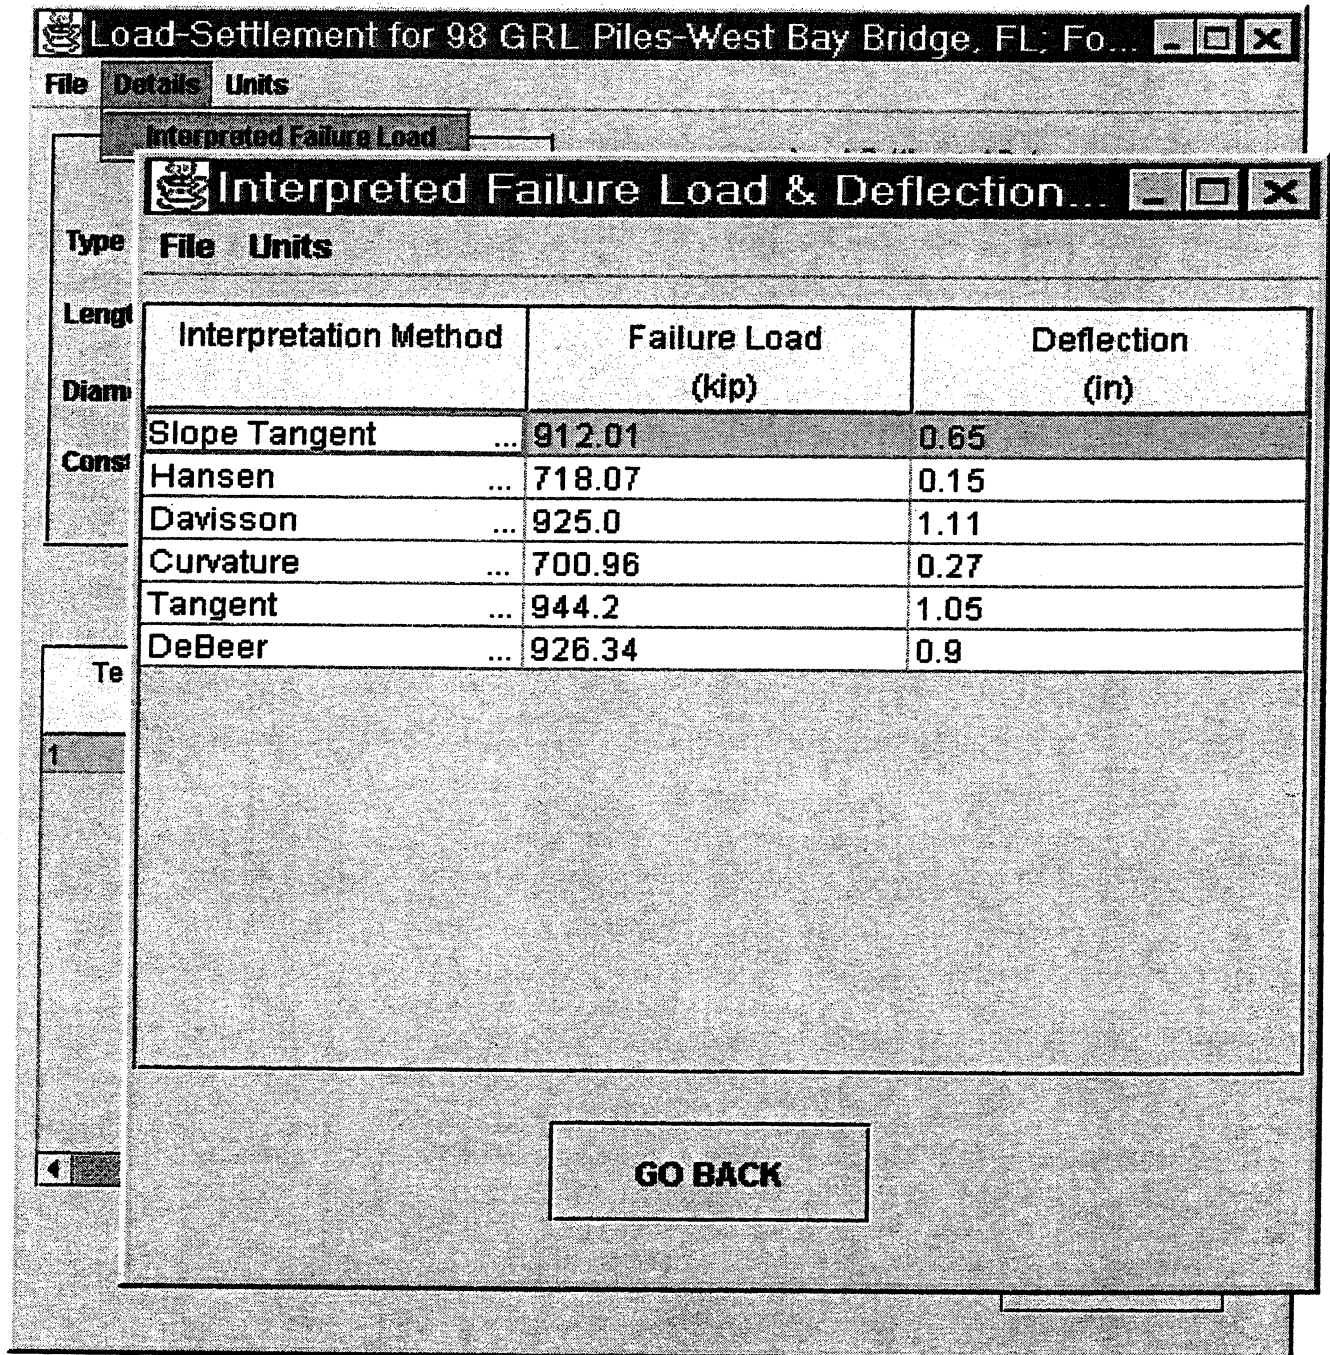 Load-Settlement for 98 GRL Piles-West Bay Bridge, FL; Fo...
File Details Units
Interpreted Failure Load
Interpreted Failure Load & Deflection...
File Units
Type
Lengt
Diam
Const
Te
1
Interpretation Method Failure Load (kip) Deflection (in)
Slope Tangent ... 912.01 0.65
Hansen ... 718.07 0.15
Davisson ... 925.0 1.11
Curvature ... 700.96 0.27
Tangent ... 944.2 1.05
DeBeer ... 926.34 0.9
GO BACK